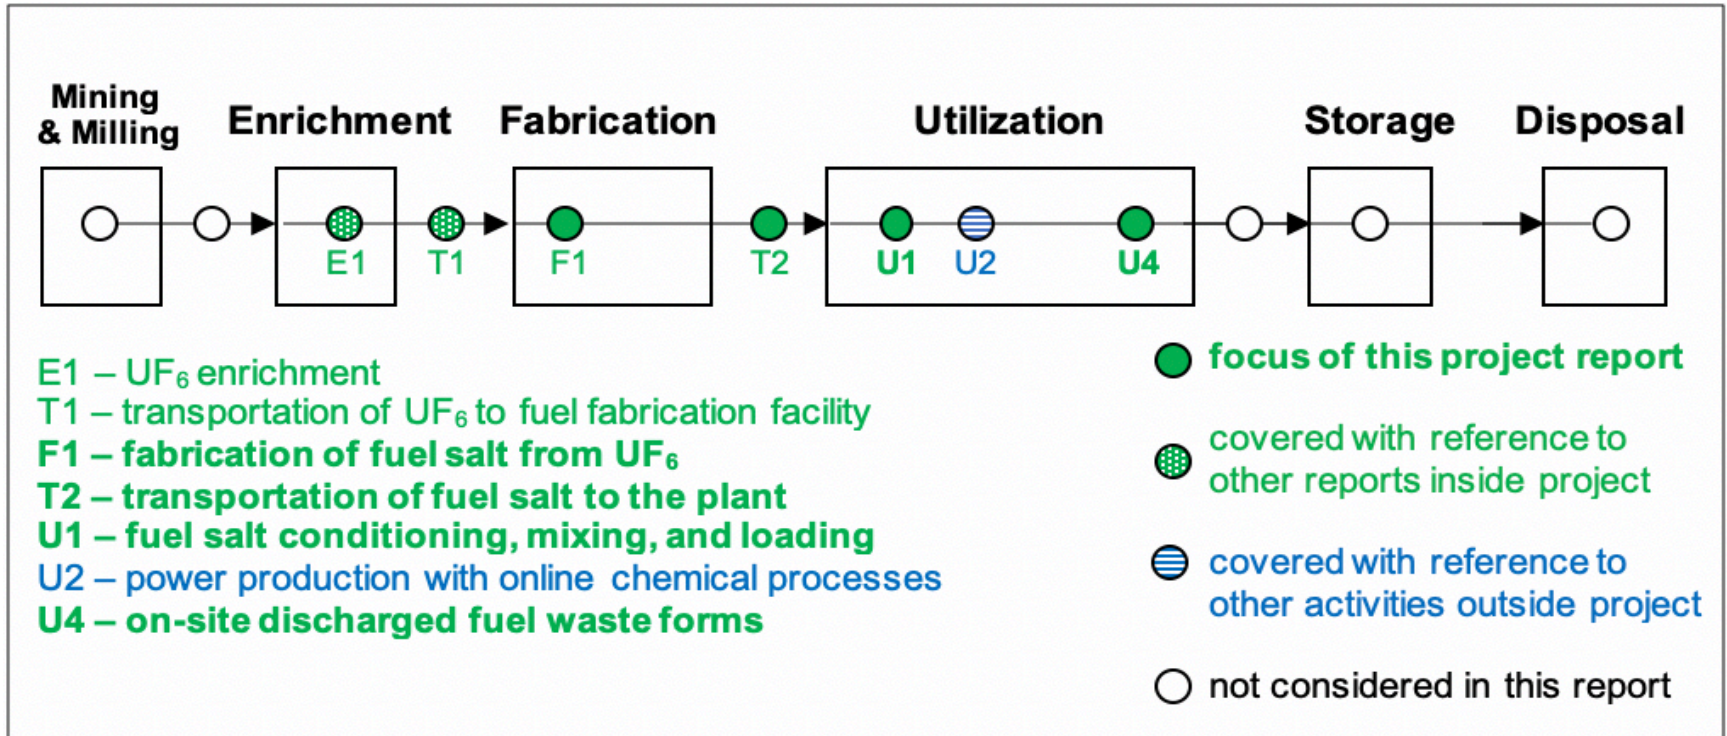 Mining
& Milling
Enrichment
Fabrication
Utilization
Storage
Disposal
E1
T1
F1
T2
U1
U2
U4
E1 – UF₆ enrichment
T1 – transportation of UF₆ to fuel fabrication facility
F1 – fabrication of fuel salt from UF₆
T2 – transportation of fuel salt to the plant
U1 – fuel salt conditioning, mixing, and loading
U2 – power production with online chemical processes
U4 – on-site discharged fuel waste forms
focus of this project report
covered with reference to
other reports inside project
covered with reference to
other activities outside project
not considered in this report